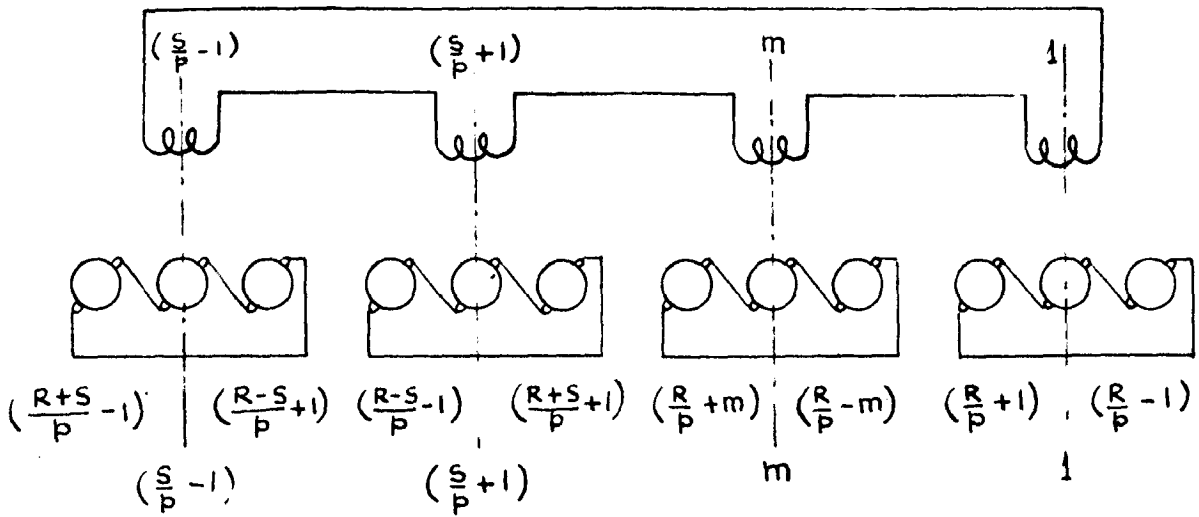 (S/p - 1) (S/p + 1) m 1
(R+S/p - 1) (R-S/p + 1) (R-S/p - 1) (R+S/p + 1) (R/p + m) (R/p - m) (R/p + 1) (R/p - 1)
(S/p - 1) (S/p + 1) m 1